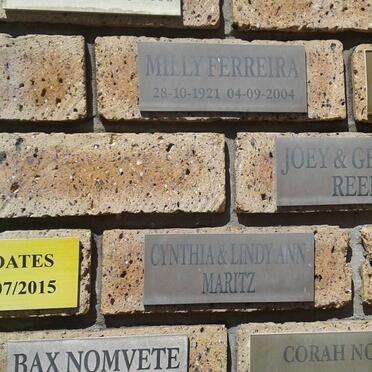 MILLY FERREIRA
28-10-1921 04-09-2004
JOEY & GE
REE
OATES
07/2015
CYNTHIA & LINDY ANN
MARITZ
BAX NOMVETE
CORAH NO